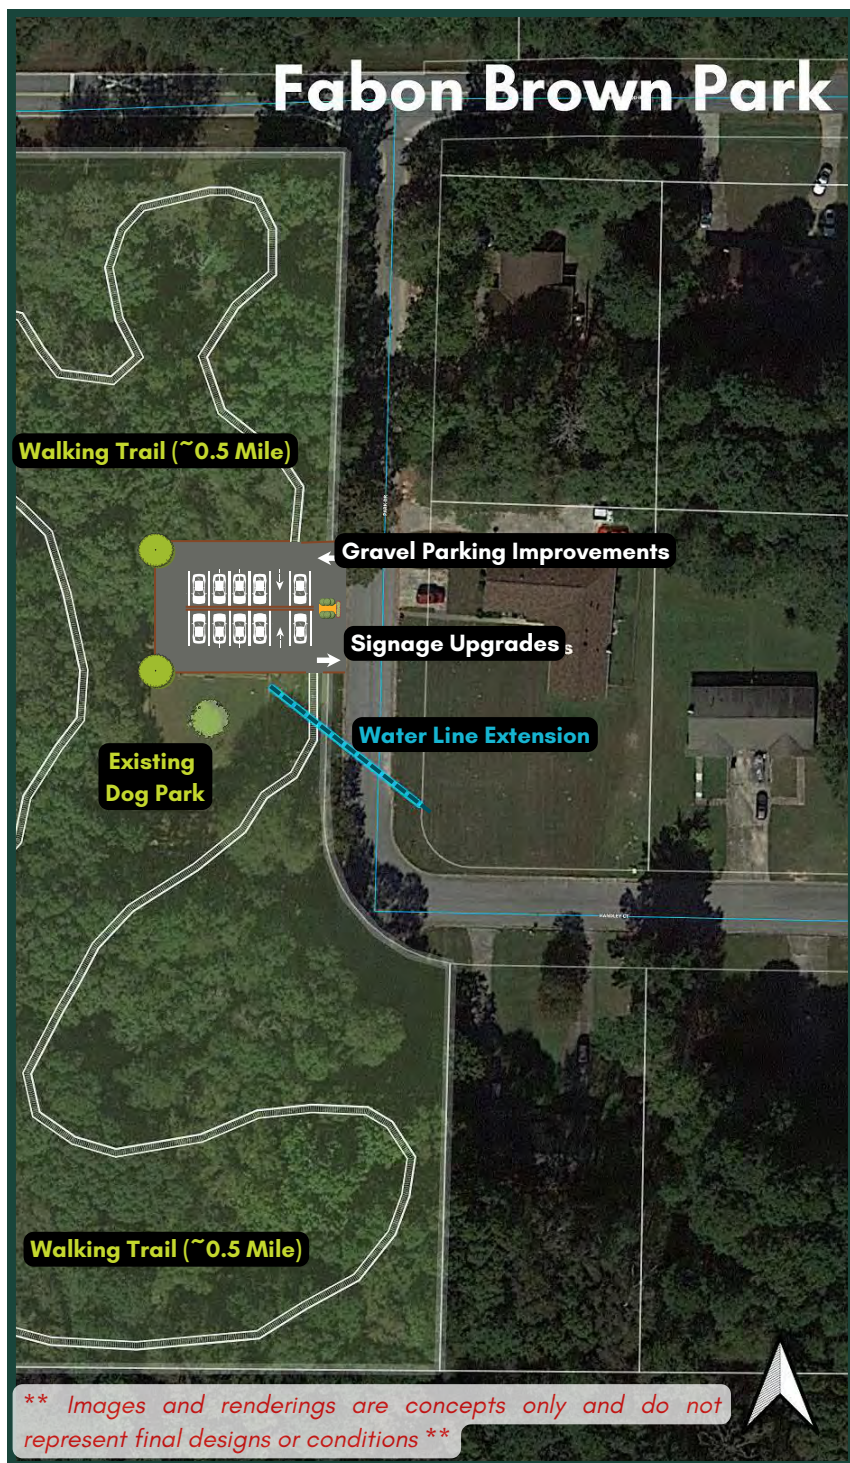 Fabon Brown Park
Walking Trail (~0.5 Mile)
PARK DR
Gravel Parking Improvements
Signage Upgrades
s
Water Line Extension
Existing
Dog Park
Walking Trail (~0.5 Mile)
** Images and renderings are concepts only and do not
represent final designs or conditions **